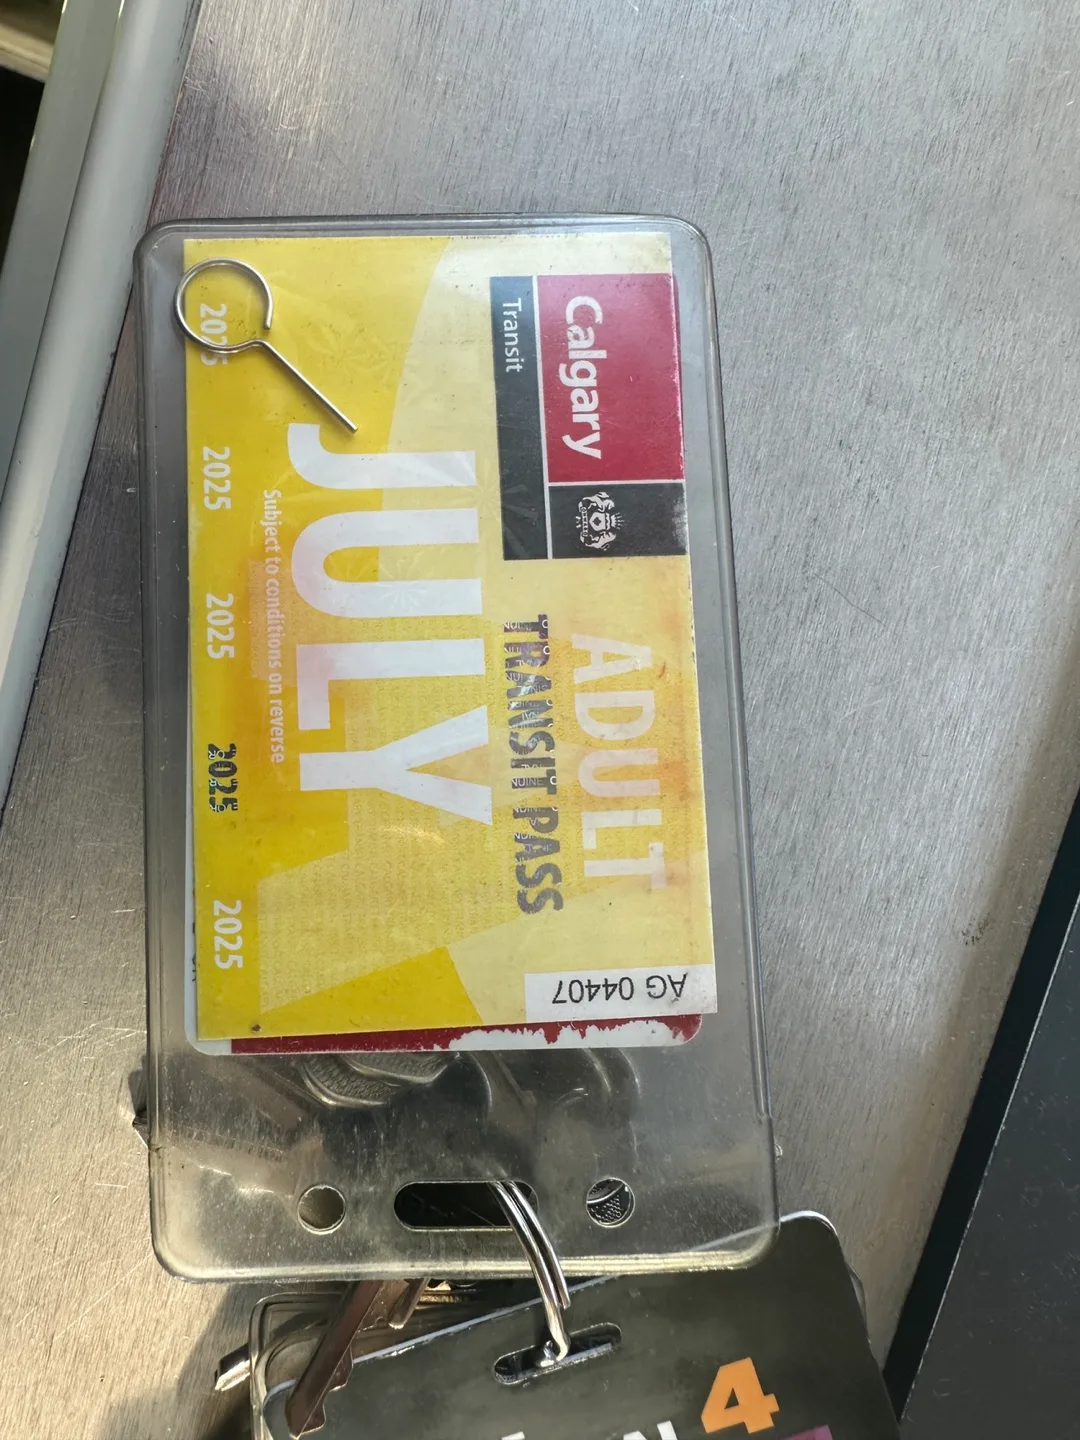 Calgary
Transit
ADULT
TRANSIT PASS
JULY
Subject to conditions on reverse
2025 2025 2025 2025 2025
AG 04407
4